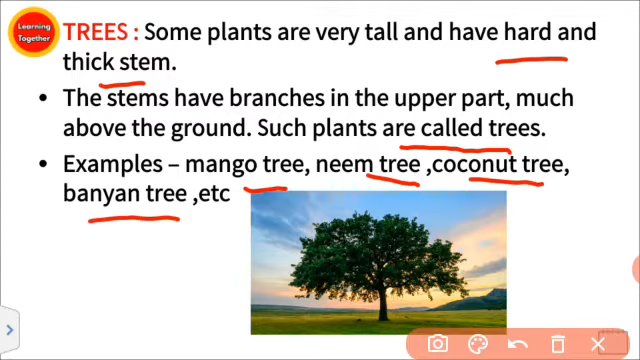 Learning
Together
TREES : Some plants are very tall and have hard and
thick stem.
• The stems have branches in the upper part, much
above the ground. Such plants are called trees.
• Examples – mango tree, neem tree ,coconut tree,
banyan tree ,etc